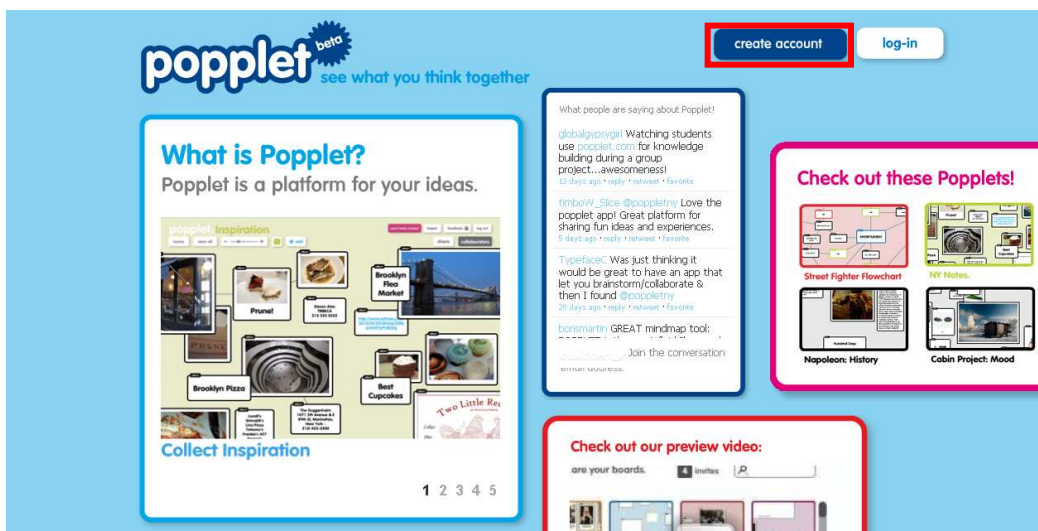 popplet beta
see what you think together
create account
log-in
What is Popplet?
Popplet is a platform for your ideas.
popplet Inspiration
Prunel
Brooklyn
Flea
Market
Brooklyn Pizza
Best
Cupcakes
Two Little Re
Collect Inspiration
1 2 3 4 5
What people are saying about Popplet!
globalgypsygirl Watching students
use popplet.com for knowledge
building during a group
project...awesomeness!
13 days ago • reply • retweet • favorite
timboW_Slice @poppletny Love the
popplet app! Great platform for
sharing fun ideas and experiences.
5 days ago • reply • retweet • favorite
TypefaceC Was just thinking it
would be great to have an app that
let you brainstorm/collaborate &
then I found @poppletny
20 days ago • reply • retweet • favorite
borismartin GREAT mindmap tool:
Join the conversation
email address.
Check out these Popplets!
Street Fighter Flowchart
NY Notes.
Napoleon: History
Cabin Project: Mood
Check out our preview video:
are your boards.
4 invites